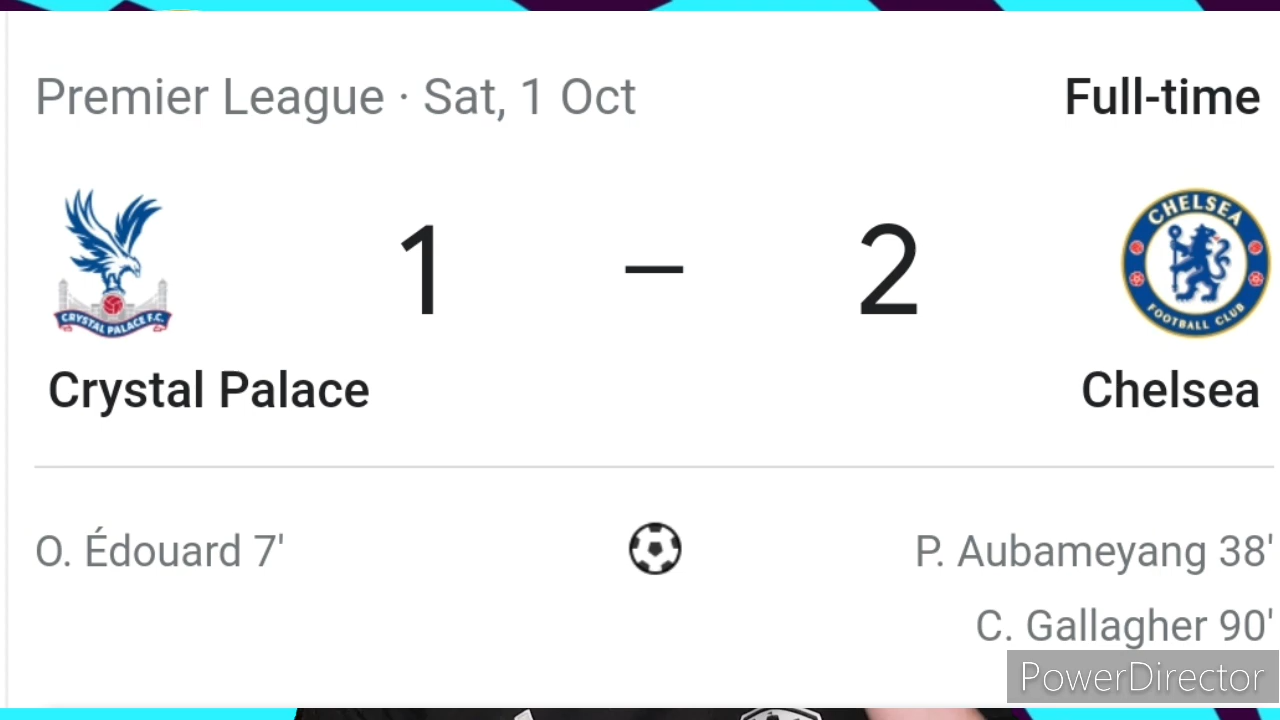 Premier League · Sat, 1 Oct Full-time
1 – 2
CRYSTAL PALACE F.C.
CHELSEA
FOOTBALL CLUB
Crystal Palace Chelsea
O. Édouard 7' P. Aubameyang 38'
C. Gallagher 90'
PowerDirector